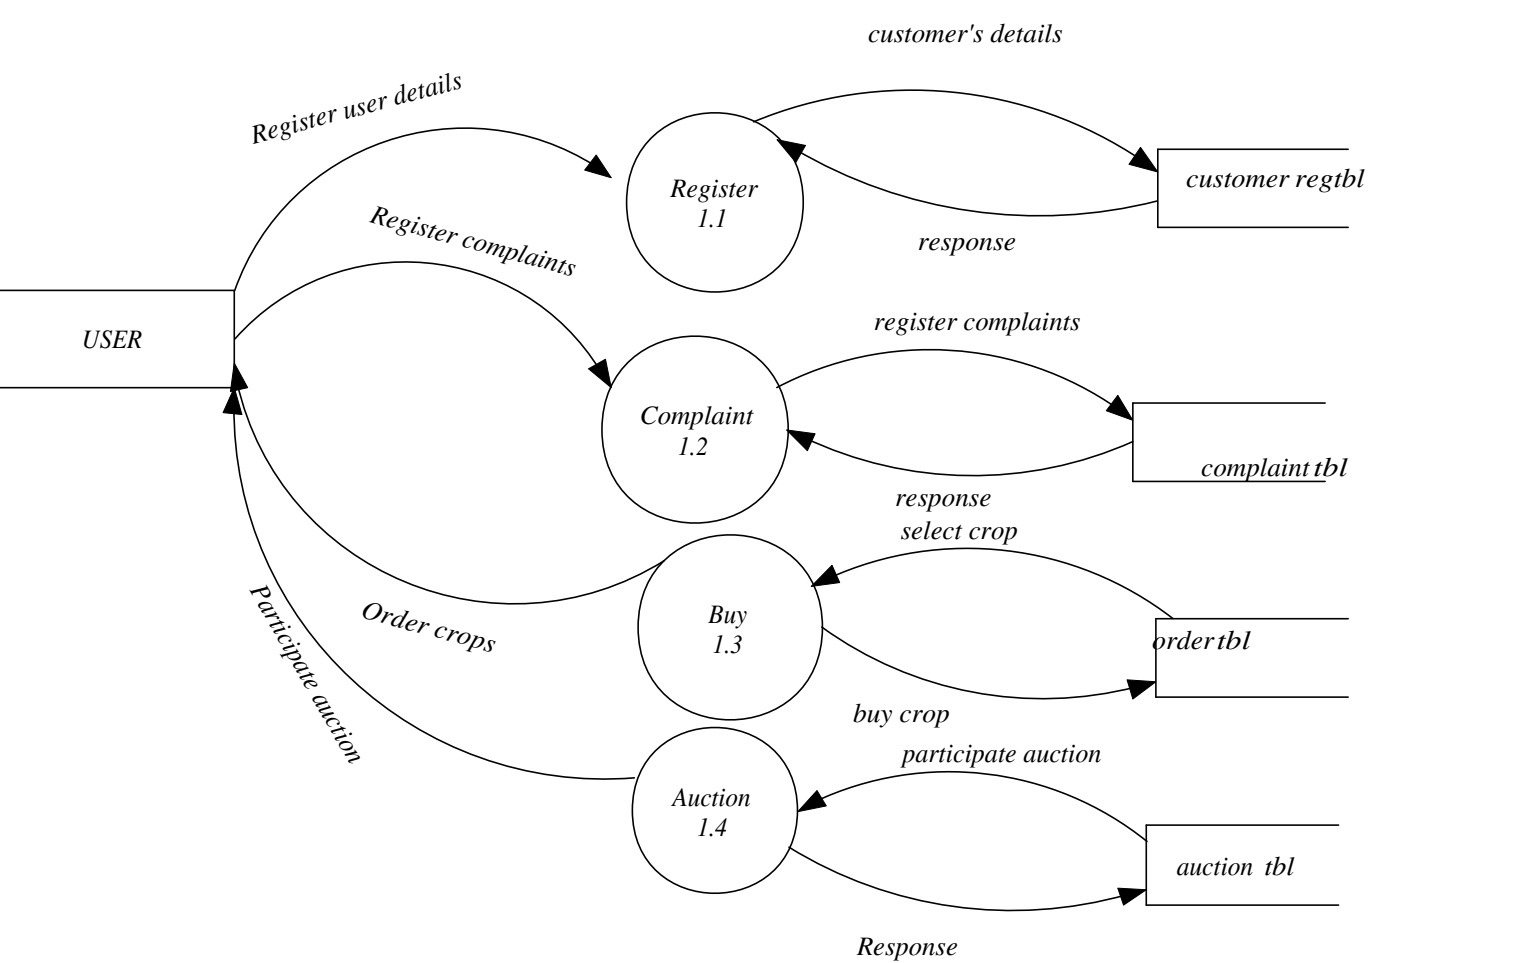 customer's details
Register user details
Register
1.1
customer regtbl
response
Register complaints
USER
register complaints
Complaint
1.2
complaint tbl
response
select crop
Order crops
Participate auction
Buy
1.3
order tbl
buy crop
participate auction
Auction
1.4
auction tbl
Response